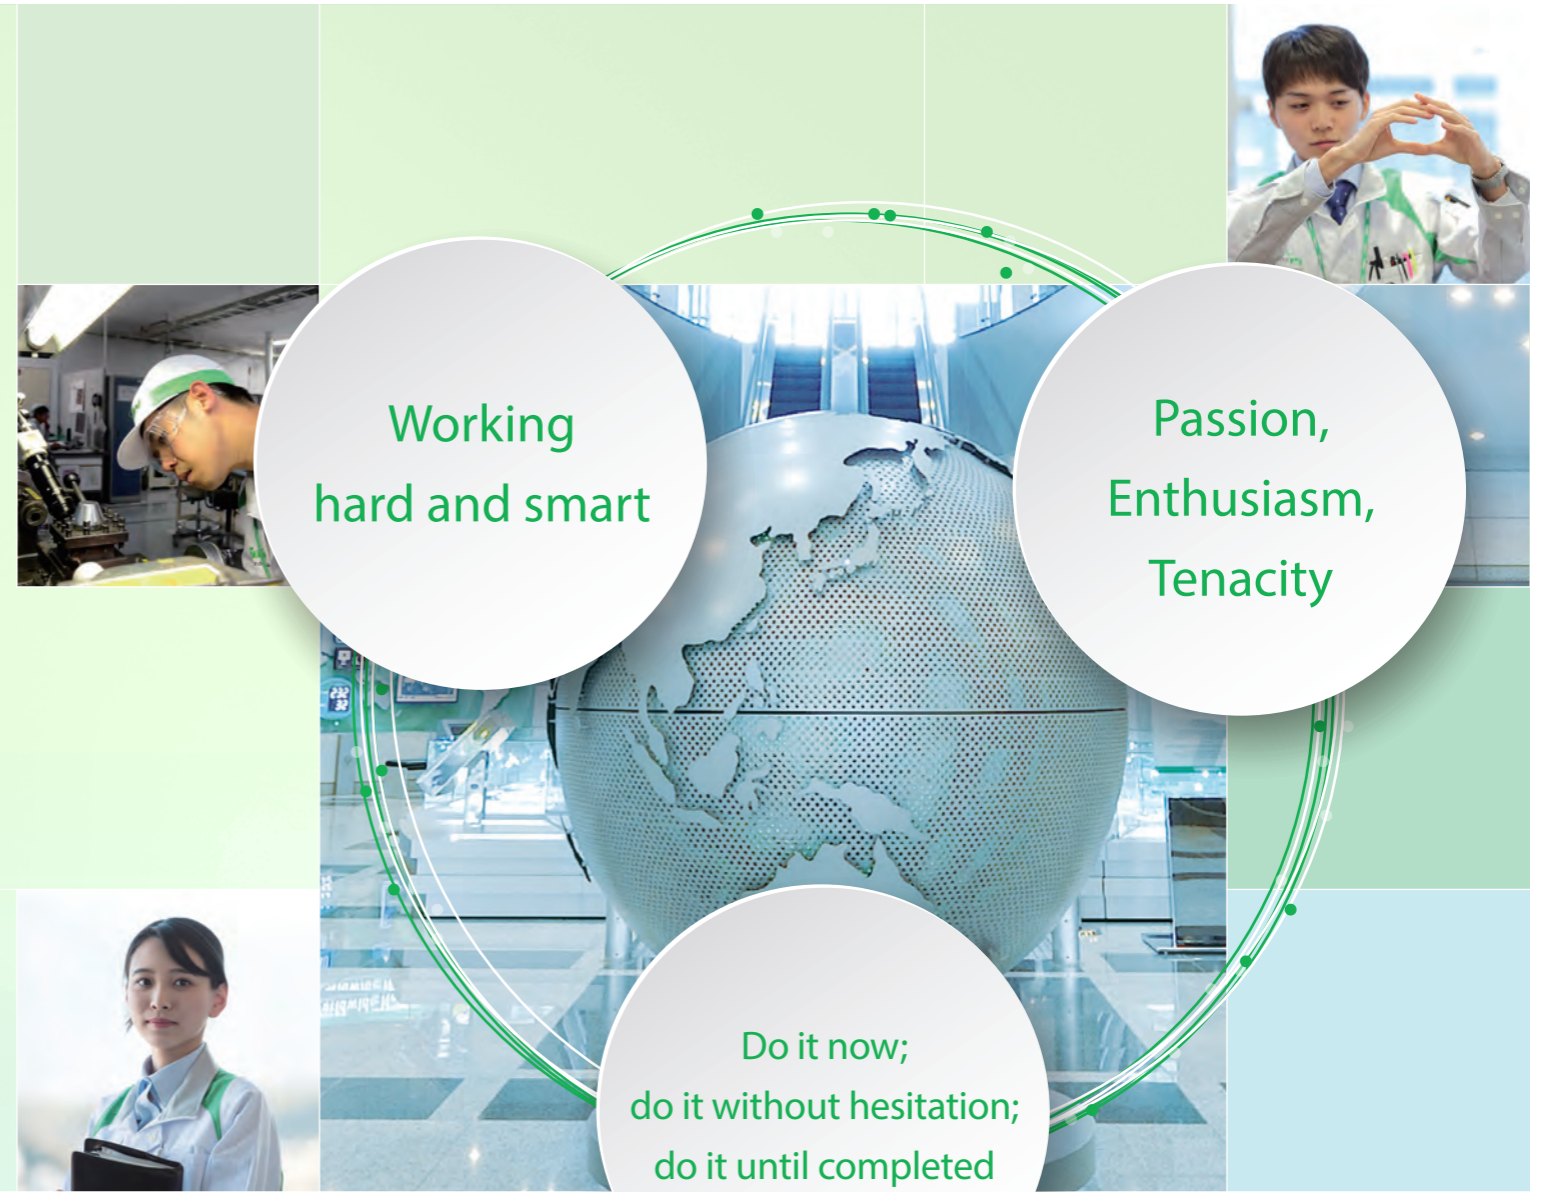 Working
hard and smart
Passion,
Enthusiasm,
Tenacity
Do it now;
do it without hesitation;
do it until completed